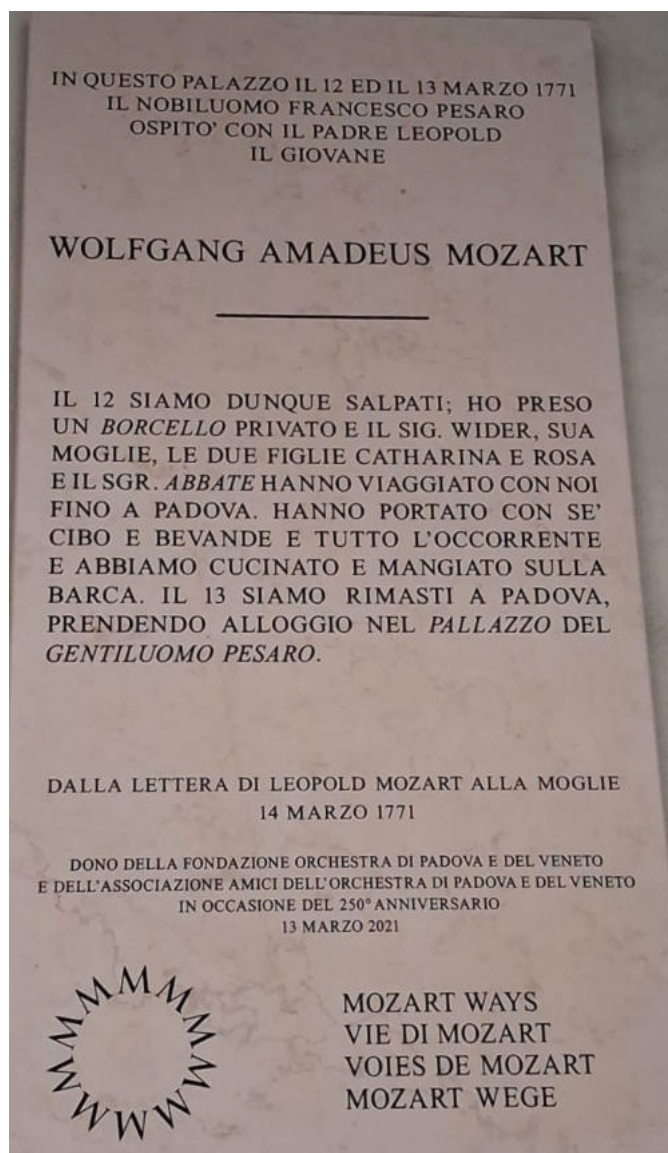 IN QUESTO PALAZZO IL 12 ED IL 13 MARZO 1771
IL NOBILUOMO FRANCESCO PESARO
OSPITO' CON IL PADRE LEOPOLD
IL GIOVANE
WOLFGANG AMADEUS MOZART
IL 12 SIAMO DUNQUE SALPATI; HO PRESO
UN BORCELLO PRIVATO E IL SIG. WIDER, SUA
MOGLIE, LE DUE FIGLIE CATHARINA E ROSA
E IL SGR. ABBATE HANNO VIAGGIATO CON NOI
FINO A PADOVA. HANNO PORTATO CON SE'
CIBO E BEVANDE E TUTTO L'OCCORRENTE
E ABBIAMO CUCINATO E MANGIATO SULLA
BARCA. IL 13 SIAMO RIMASTI A PADOVA,
PRENDENDO ALLOGGIO NEL PALLAZZO DEL
GENTILUOMO PESARO.
DALLA LETTERA DI LEOPOLD MOZART ALLA MOGLIE
14 MARZO 1771
DONO DELLA FONDAZIONE ORCHESTRA DI PADOVA E DEL VENETO
E DELL'ASSOCIAZIONE AMICI DELL'ORCHESTRA DI PADOVA E DEL VENETO
IN OCCASIONE DEL 250° ANNIVERSARIO
13 MARZO 2021
MMMMMMMMMMMMM
MOZART WAYS
VIE DI MOZART
VOIES DE MOZART
MOZART WEGE